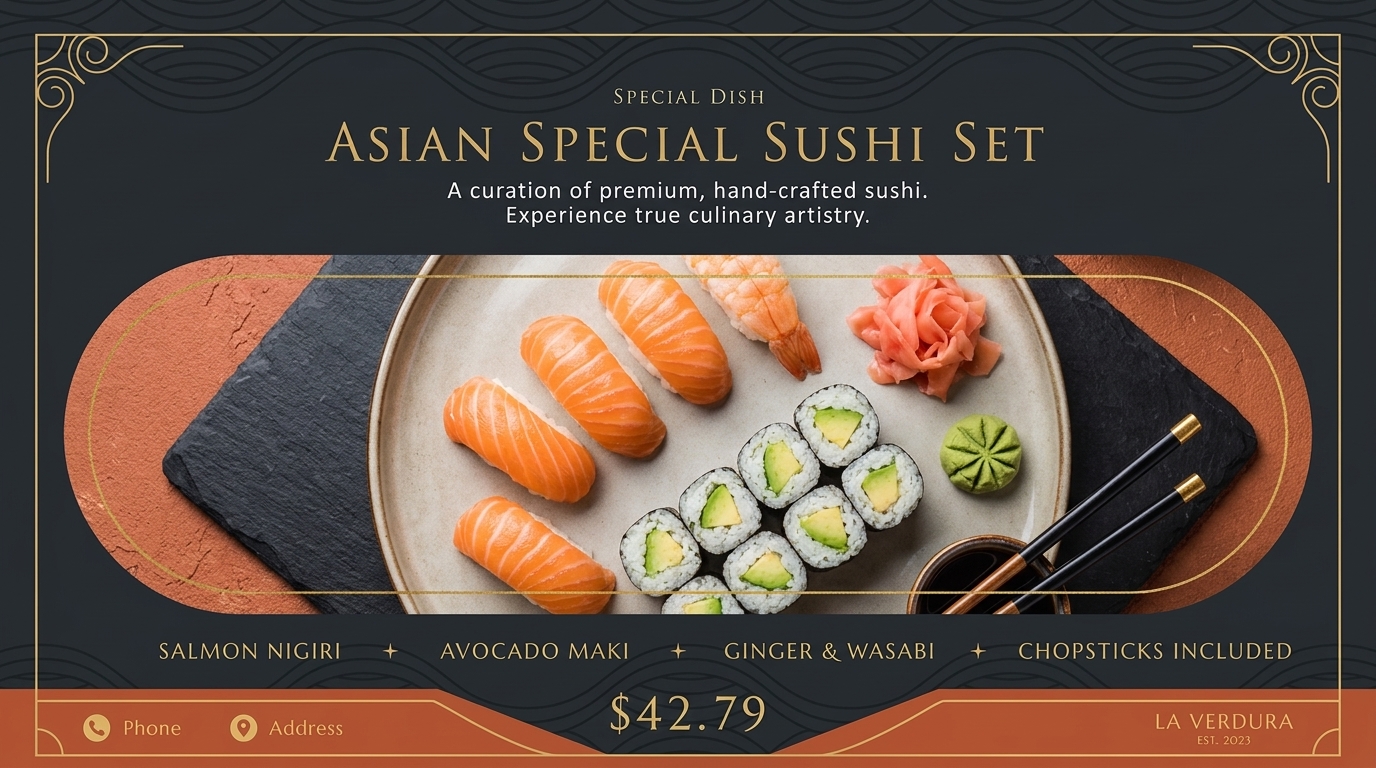 Special Dish
Asian Special Sushi Set
A curation of premium, hand-crafted sushi.
Experience true culinary artistry.
SALMON NIGIRI
AVOCADO MAKI
GINGER & WASABI
CHOPSTICKS INCLUDED
$42.79
Phone
Address
LA VERDURA
EST. 2023